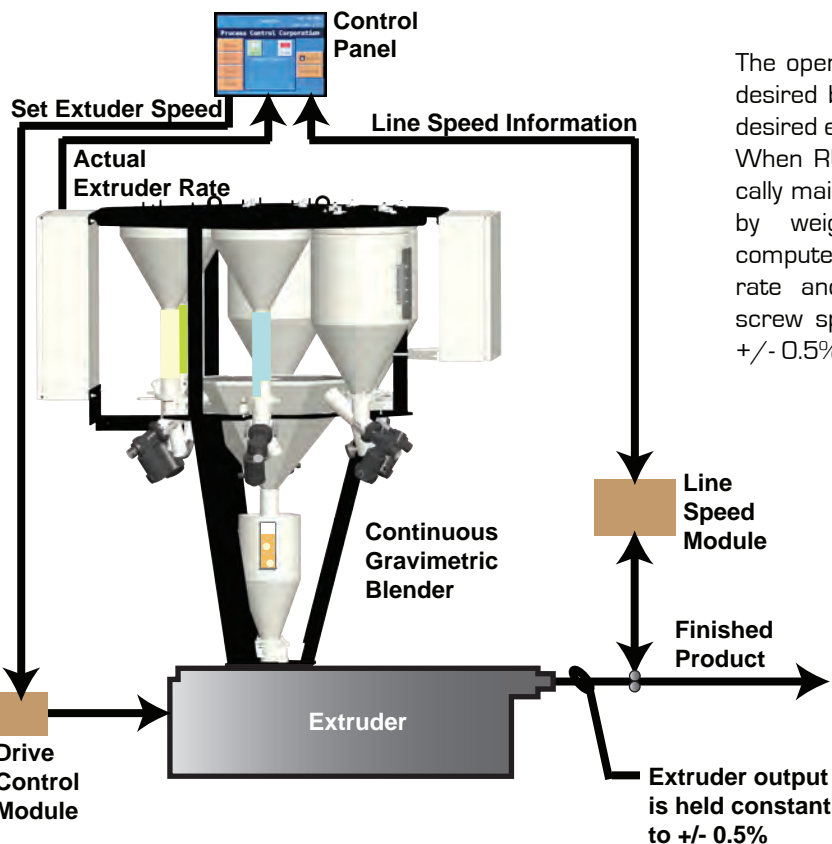 Control
Panel
Process Control Corporation
Set Extuder Speed
Line Speed Information
Actual
Extruder Rate
The oper
desired b
desired e
When R
cally mai
by weig
compute
rate and
screw sp
+/- 0.5%
Line
Speed
Module
Continuous
Gravimetric
Blender
Finished
Product
Extruder
Drive
Control
Module
Extruder output
is held constant
to +/- 0.5%